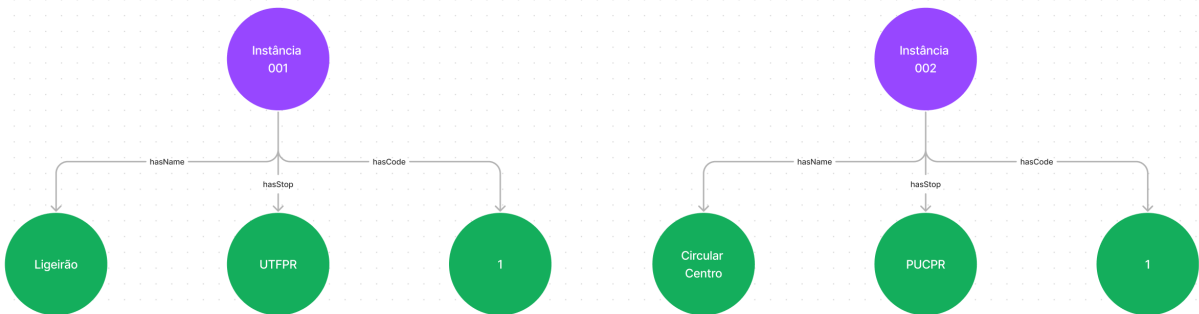 Instância
001
Instância
002
hasName
hasCode
hasName
hasCode
hasStop
hasStop
Ligeirão
UTFPR
1
Circular
Centro
PUCPR
1